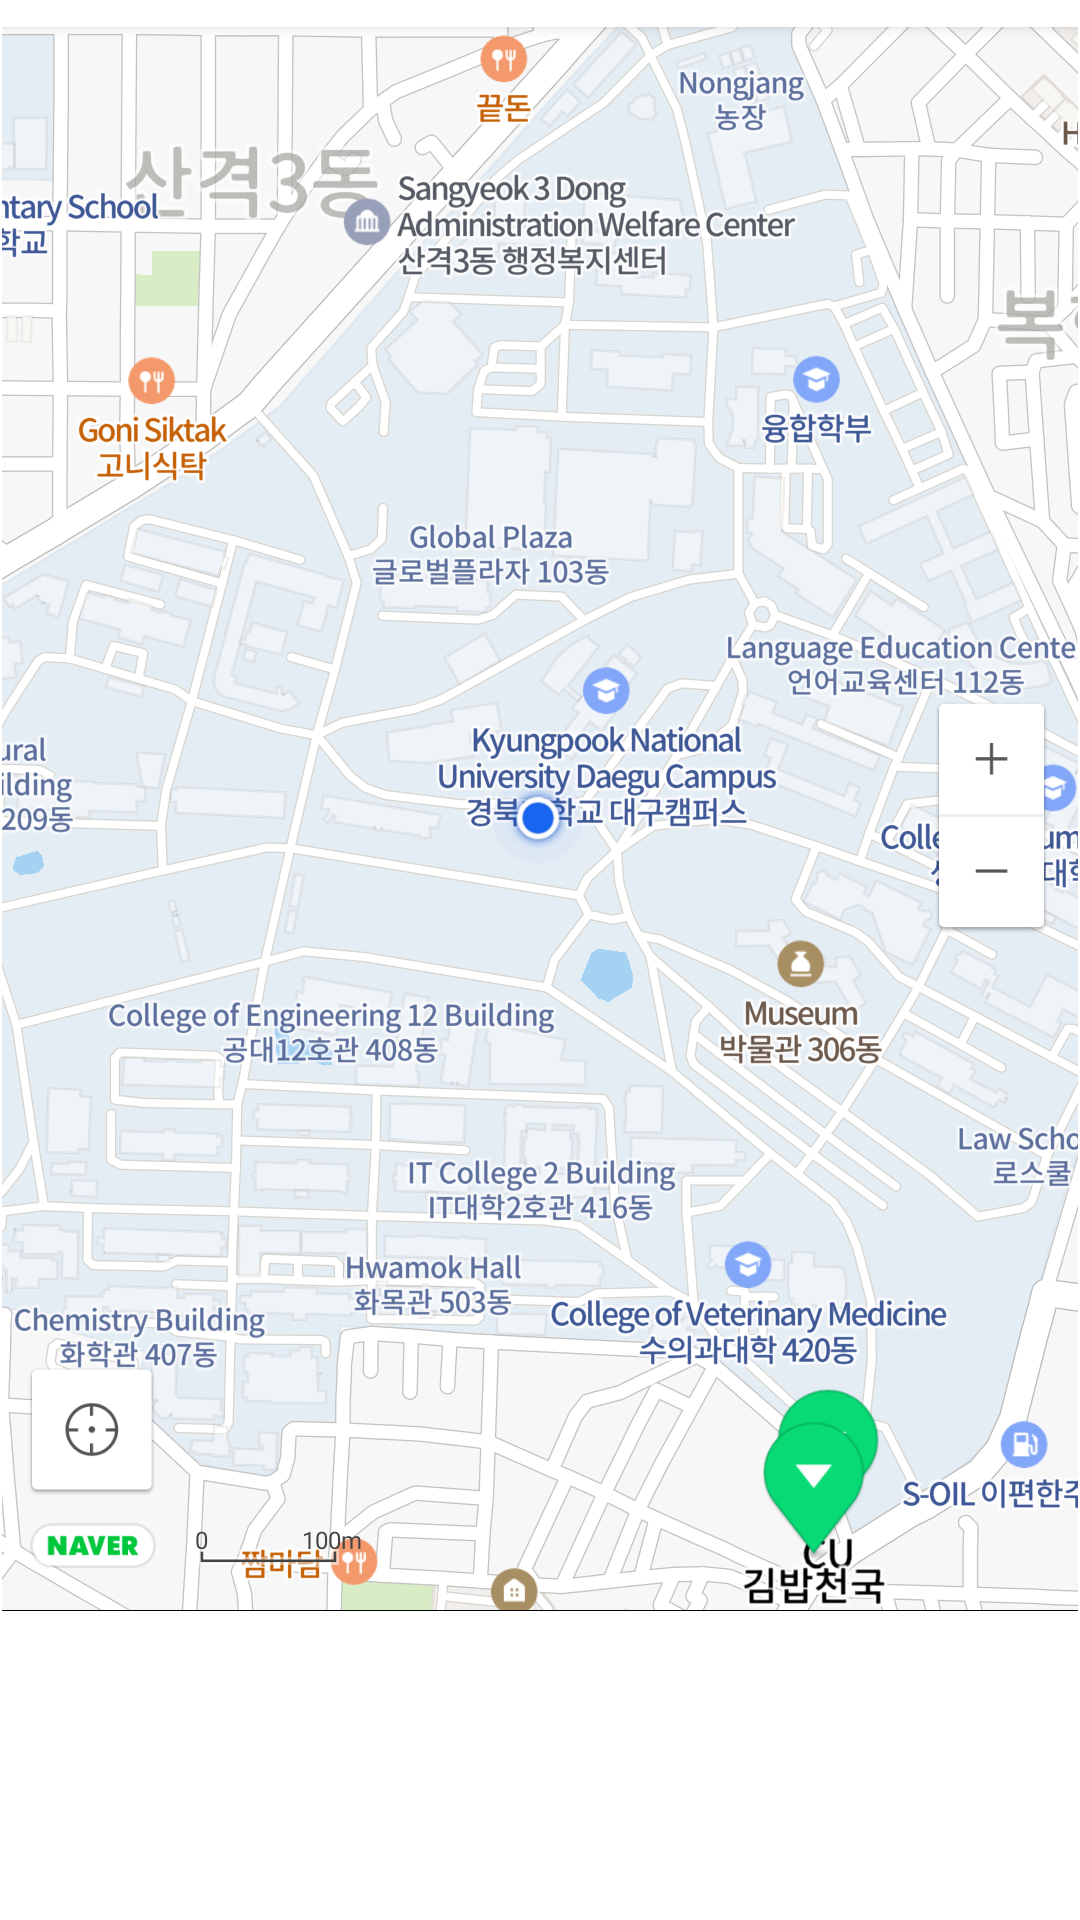 끝돈
Nongjang
농장
산격3동
Sangyeok 3 Dong
Administration Welfare Center
산격3동 행정복지센터
ntary School
학교
H
복
Goni Siktak
고니식탁
융합학부
Global Plaza
글로벌플라자 103동
Language Education Cente
언어교육센터 112동
Kyungpook National
University Daegu Campus
경북 학교 대구캠퍼스
ural
ilding
209동
Colle um
대학
Museum
박물관 306동
College of Engineering 12 Building
공대12호관 408동
Law Scho
로스쿨
IT College 2 Building
IT대학2호관 416동
Hwamok Hall
화목관 503동
College of Veterinary Medicine
수의과대학 420동
Chemistry Building
화학관 407동
S-OIL 이편한주
NAVER
0 100m
짬마담
CU
김밥천국